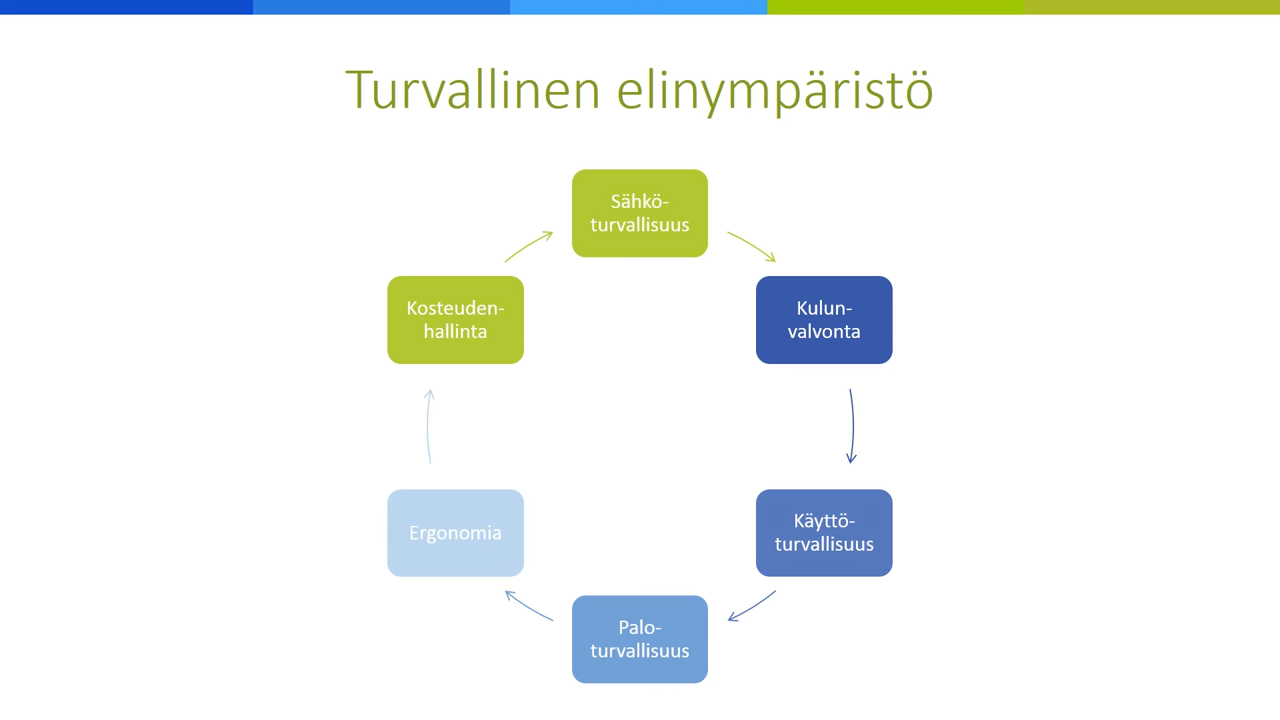 Turvallinen elinympäristö
Sähkö-
turvallisuus
Kulun-
valvonta
Käyttö-
turvallisuus
Palo-
turvallisuus
Ergonomia
Kosteuden-
hallinta